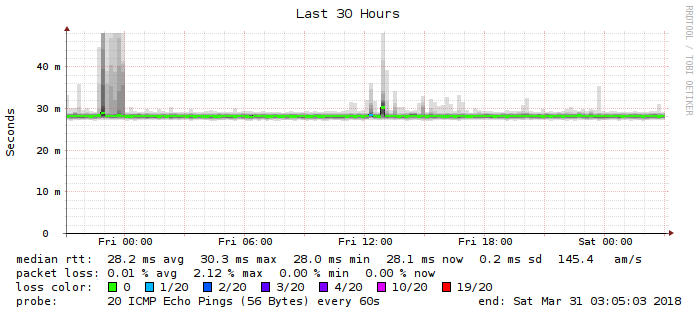 Last 30 Hours
RRDTOOL / TOBI OETIKER
Seconds
40 m
30 m
20 m
10 m
0
Fri 00:00 Fri 06:00 Fri 12:00 Fri 18:00 Sat 00:00
median rtt: 28.2 ms avg 30.3 ms max 28.0 ms min 28.1 ms now 0.2 ms sd 145.4 am/s
packet loss: 0.01 % avg 2.12 % max 0.00 % min 0.00 % now
loss color: 0 1/20 2/20 3/20 4/20 10/20 19/20
probe: 20 ICMP Echo Pings (56 Bytes) every 60s end: Sat Mar 31 03:05:03 2018